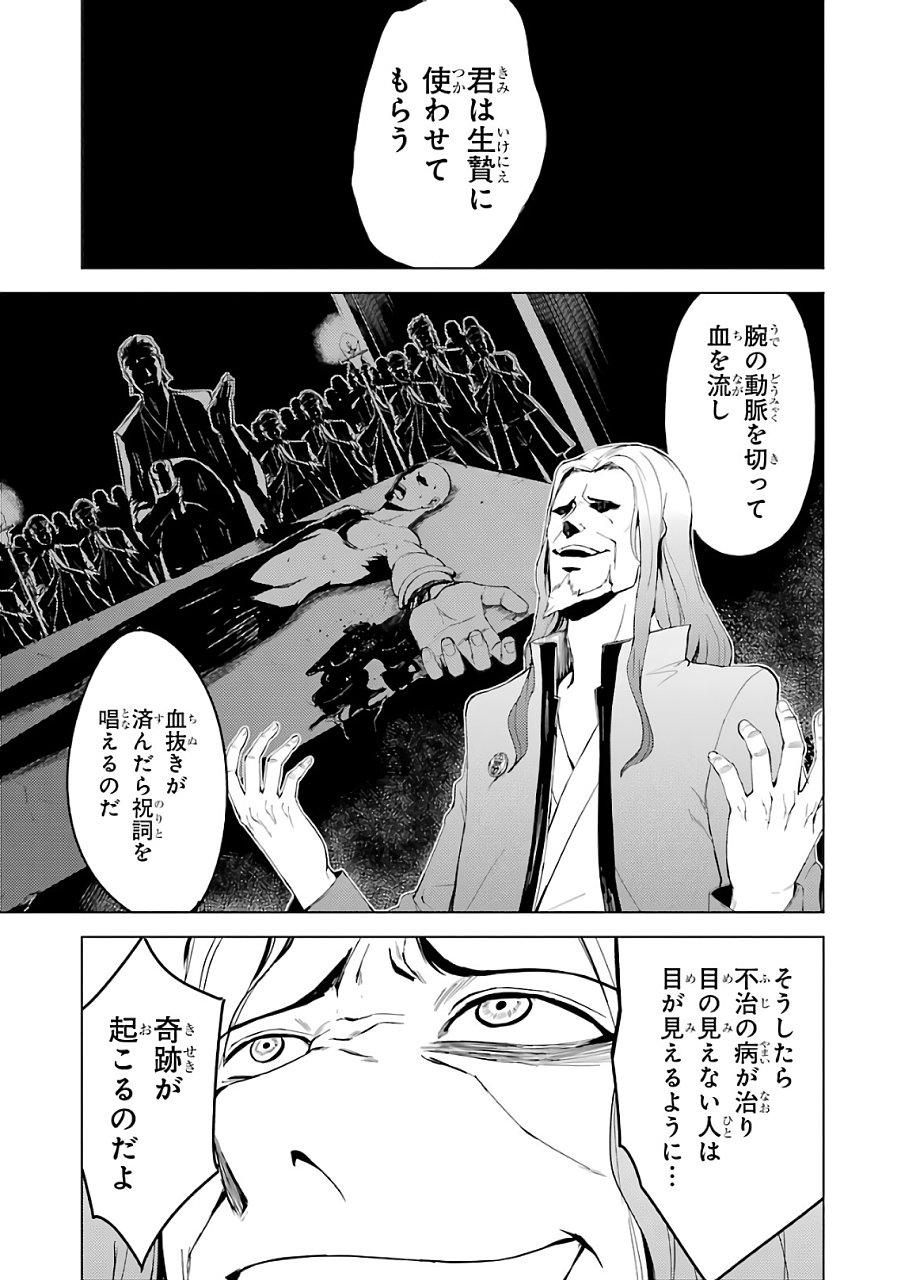 君は生贄に
使わせて
もらう
腕の動脈を切って
血を流し
血抜きが
済んだら祝詞を
唱えるのだ
そうしたら
不治の病が治り
目の見えない人は
目が見えるように…
奇跡が
起こるのだよ